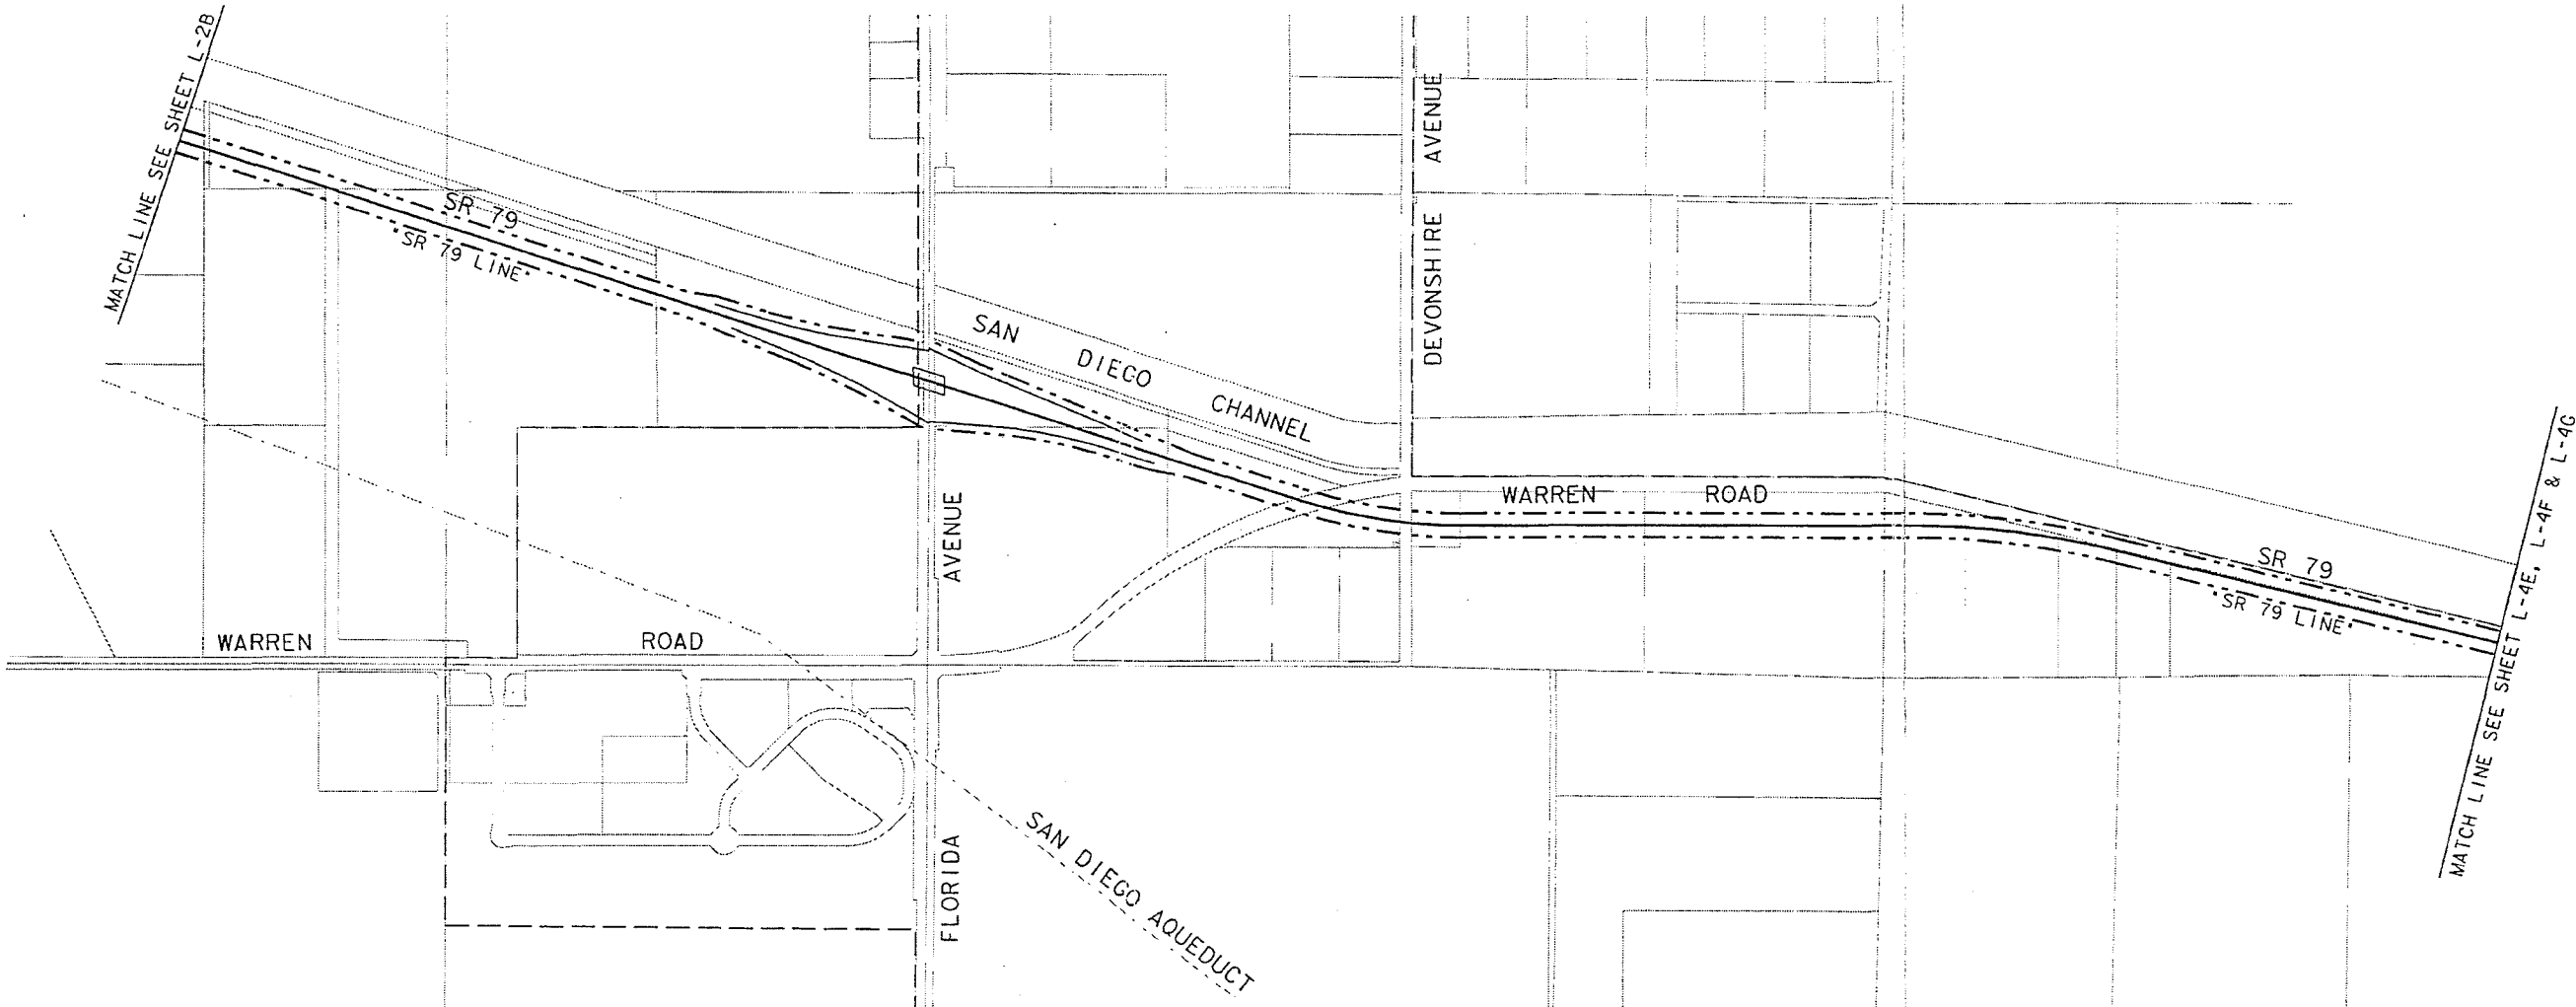 MATCH LINE SEE SHEET L-2B
SR 79
"SR 79 LINE"
SAN DIEGO CHANNEL
DEVONSHIRE AVENUE
WARREN ROAD
SR 79
"SR 79 LINE"
MATCH LINE SEE SHEET L-4E, L-4F & L-4G
WARREN ROAD
FLORIDA AVENUE
SAN DIEGO AQUEDUCT